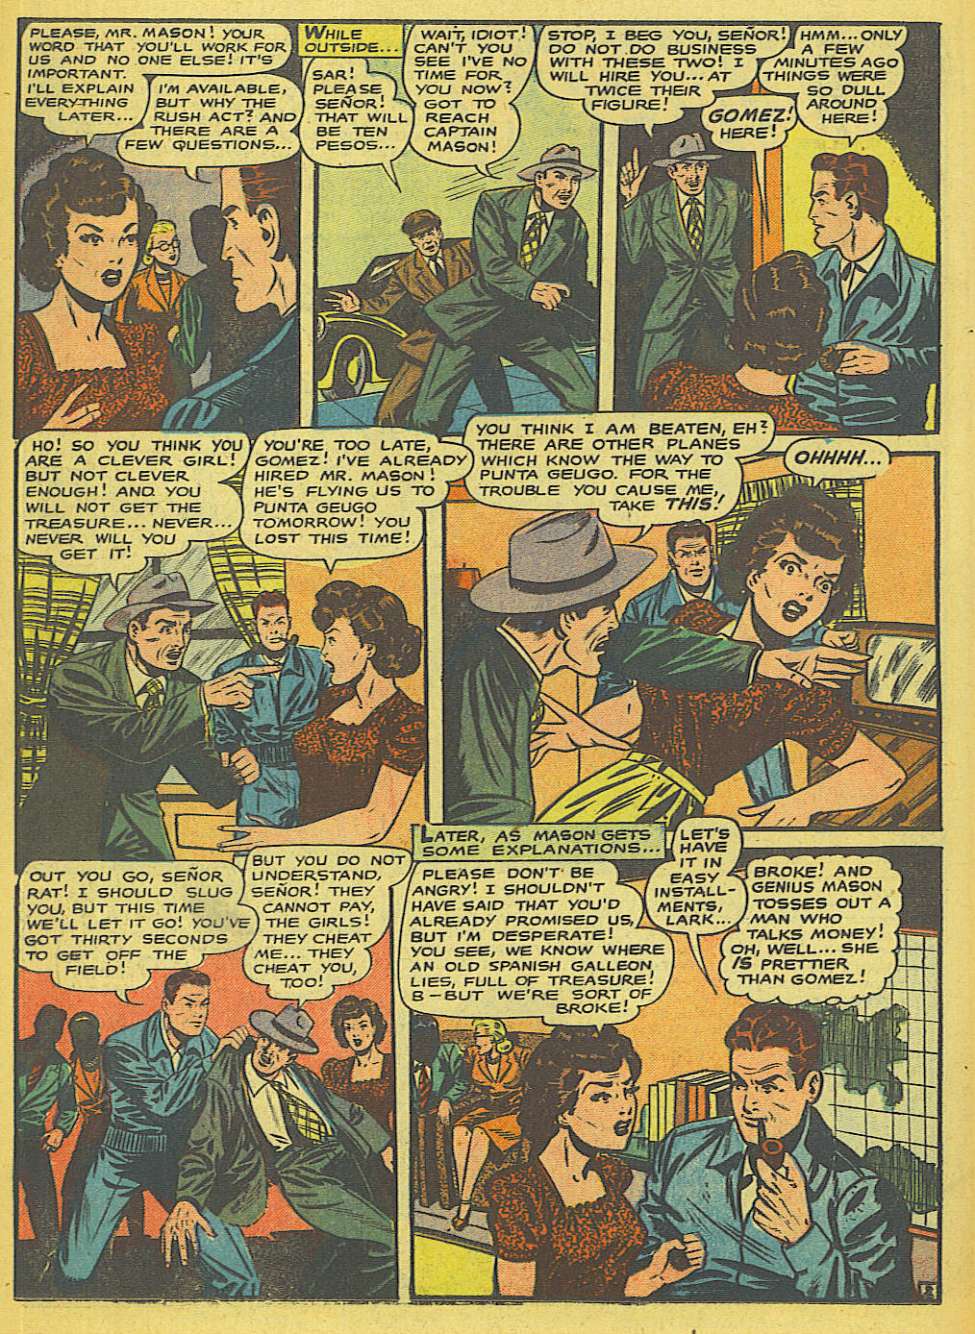 PLEASE, MR. MASON! YOUR
WORD THAT YOU'LL WORK FOR
US AND NO ONE ELSE! IT'S
IMPORTANT.
I'LL EXPLAIN
EVERYTHING
LATER...
I'M AVAILABLE,
BUT WHY THE
RUSH ACT? AND
THERE ARE A
FEW QUESTIONS...
WHILE
OUTSIDE...
SAR!
PLEASE
SEÑOR!
THAT WILL
BE TEN
PESOS...
WAIT, IDIOT!
CAN'T YOU
SEE I'VE NO
TIME FOR
YOU NOW?
GOT TO
REACH
CAPTAIN
MASON!
STOP, I BEG YOU, SEÑOR!
DO NOT DO BUSINESS
WITH THESE TWO! I
WILL HIRE YOU... AT
TWICE THEIR
FIGURE!
GOMEZ!
HERE!
HMM... ONLY
A FEW
MINUTES AGO
THINGS WERE
SO DULL
AROUND
HERE!
HO! SO YOU THINK YOU
ARE A CLEVER GIRL!
BUT NOT CLEVER
ENOUGH! AND YOU
WILL NOT GET THE
TREASURE... NEVER...
NEVER WILL YOU
GET IT!
YOU'RE TOO LATE,
GOMEZ! I'VE ALREADY
HIRED MR. MASON!
HE'S FLYING US TO
PUNTA GEUGO
TOMORROW! YOU
LOST THIS TIME!
YOU THINK I AM BEATEN, EH?
THERE ARE OTHER PLANES
WHICH KNOW THE WAY TO
PUNTA GEUGO. FOR THE
TROUBLE YOU CAUSE ME,
TAKE THIS!
OHHHH...
OUT YOU GO, SEÑOR
RAT! I SHOULD SLUG
YOU, BUT THIS TIME
WE'LL LET IT GO! YOU'VE
GOT THIRTY SECONDS
TO GET OFF THE
FIELD!
BUT YOU DO NOT
UNDERSTAND,
SEÑOR! THEY
CANNOT PAY,
THE GIRLS!
THEY CHEAT
ME... THEY
CHEAT YOU,
TOO!
LATER, AS MASON GETS
SOME EXPLANATIONS...
PLEASE DON'T BE
ANGRY! I SHOULDN'T
HAVE SAID THAT YOU'D
ALREADY PROMISED US,
BUT I'M DESPERATE!
YOU SEE, WE KNOW WHERE
AN OLD SPANISH GALLEON
LIES, FULL OF TREASURE!
B-BUT WE'RE SORT OF
BROKE!
LET'S
HAVE
IT IN
EASY
INSTALL-
MENTS,
LARK...
BROKE! AND
GENIUS MASON
TOSSES OUT A
MAN WHO
TALKS MONEY!
OH, WELL... SHE
IS PRETTIER
THAN GOMEZ!